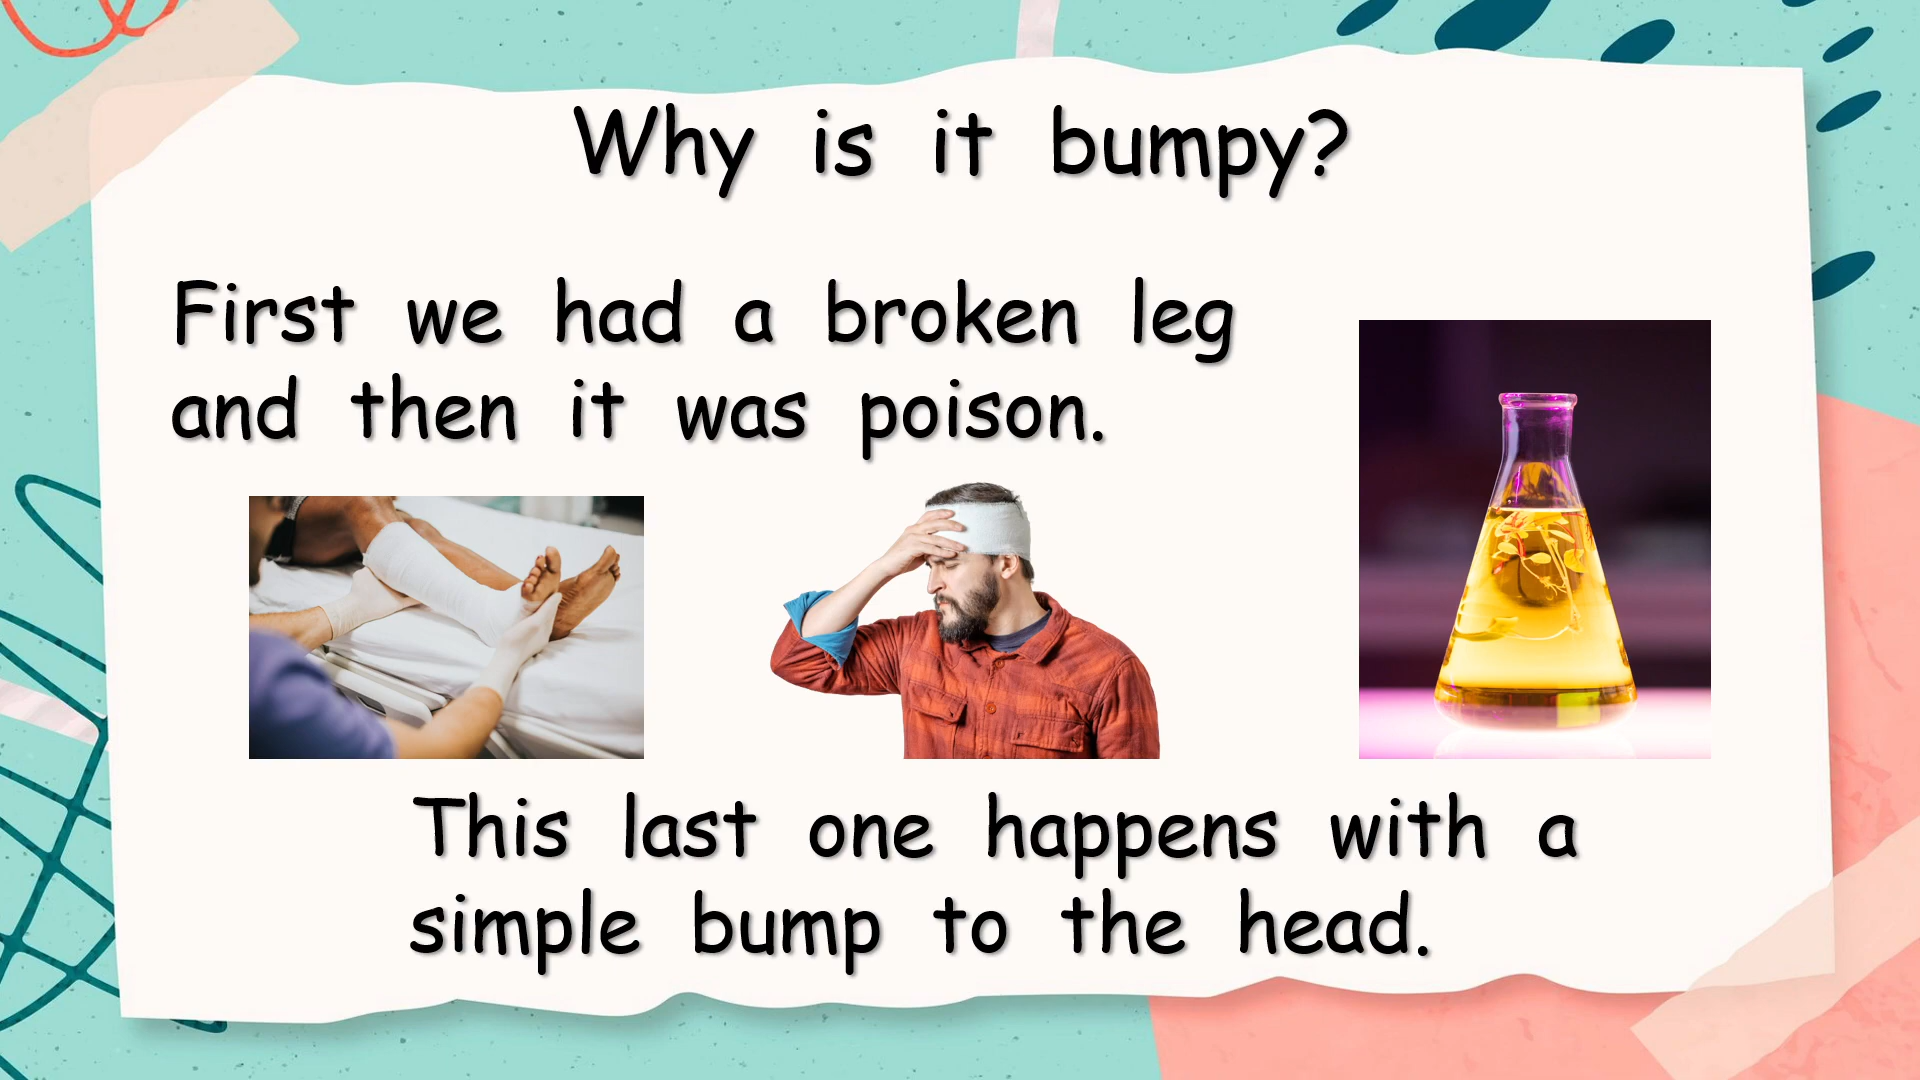 Why is it bumpy?
First we had a broken leg
and then it was poison.
This last one happens with a
simple bump to the head.